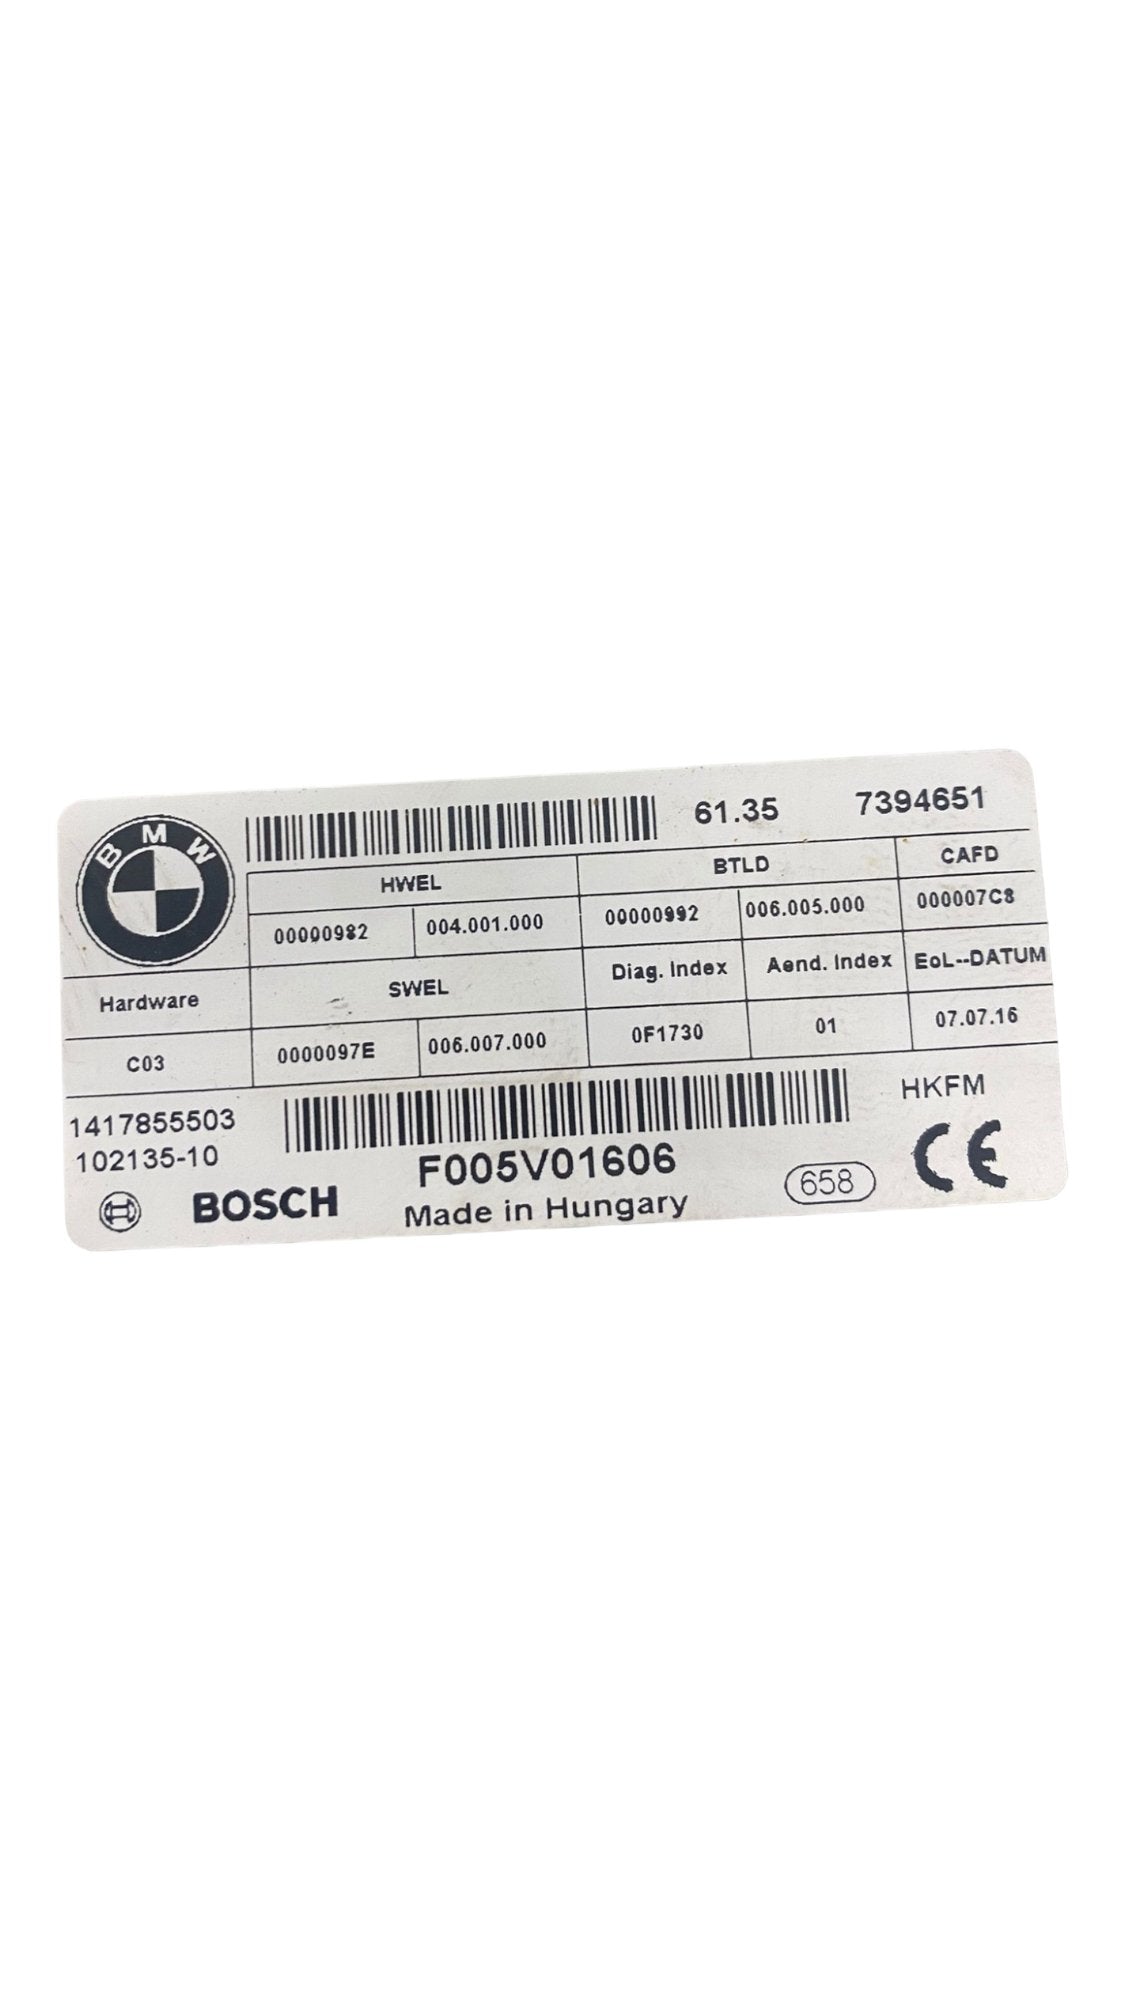 BMW
61.35 7394651
HWEL BTLD CAFD
00000982 004.001.000 00000992 006.005.000 000007C8
Hardware SWEL Diag. Index Aend. Index EoL--DATUM
C03 0000097E 006.007.000 0F1730 01 07.07.16
1417855503 HKFM
102135-10 F005V01606 658 CE
BOSCH Made in Hungary